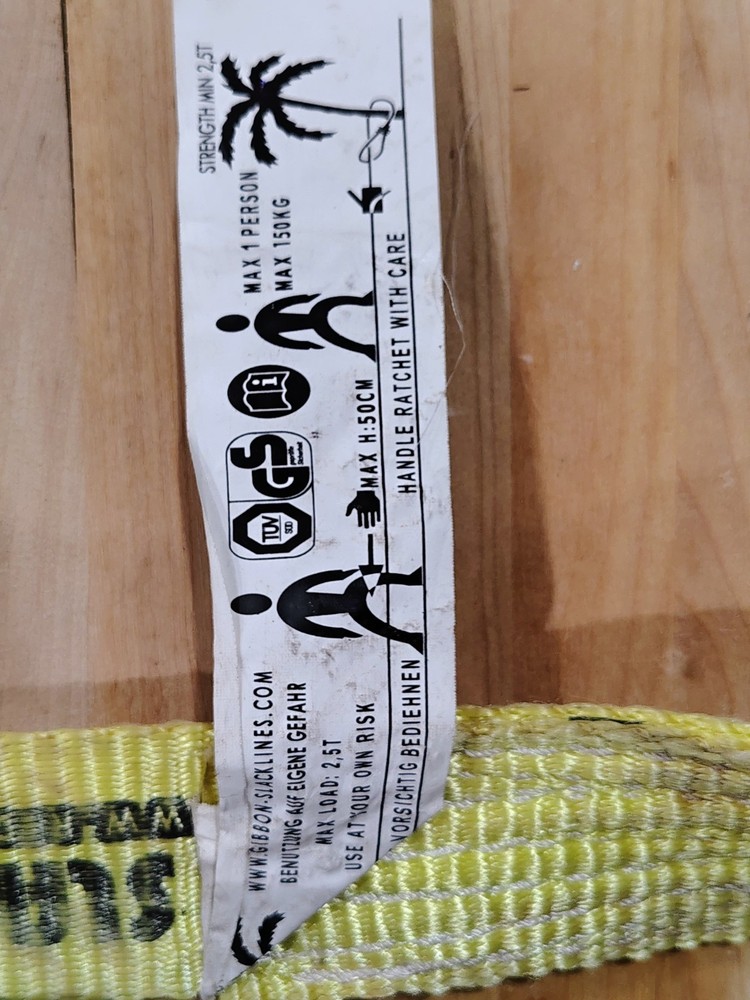 STRENGTH MIN 2,5T
MAX 1 PERSON
MAX 150KG
TÜV
SÜD
GS
MAX H:50CM
HANDLE RATCHET WITH CARE
WWW.GIBBON-SLACKLINES.COM
BENUTZUNG AUF EIGENE GEFAHR
MAX LOAD: 2,5T
USE AT YOUR OWN RISK
VORSICHTIG BEDIEHNEN